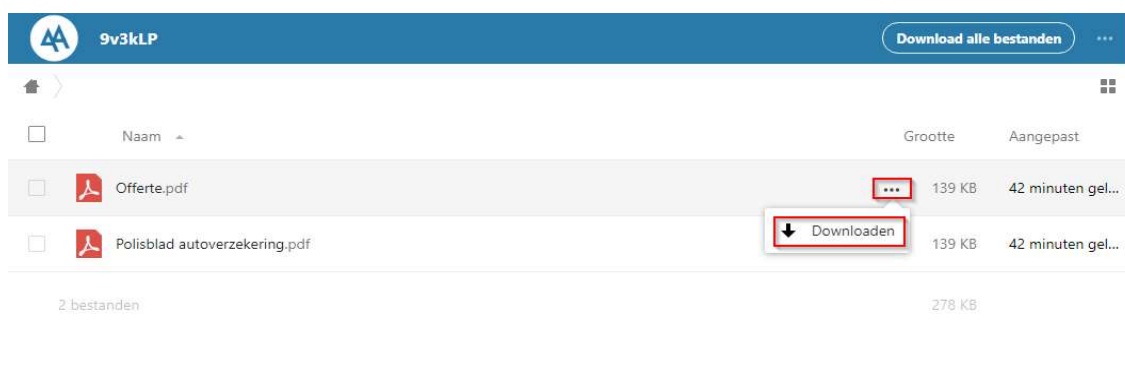 9v3kLP
Download alle bestanden ...
Naam Grootte Aangepast
Offerte.pdf ... 139 KB 42 minuten gel...
Downloaden
Polisblad autoverzekering.pdf 139 KB 42 minuten gel...
2 bestanden 278 KB